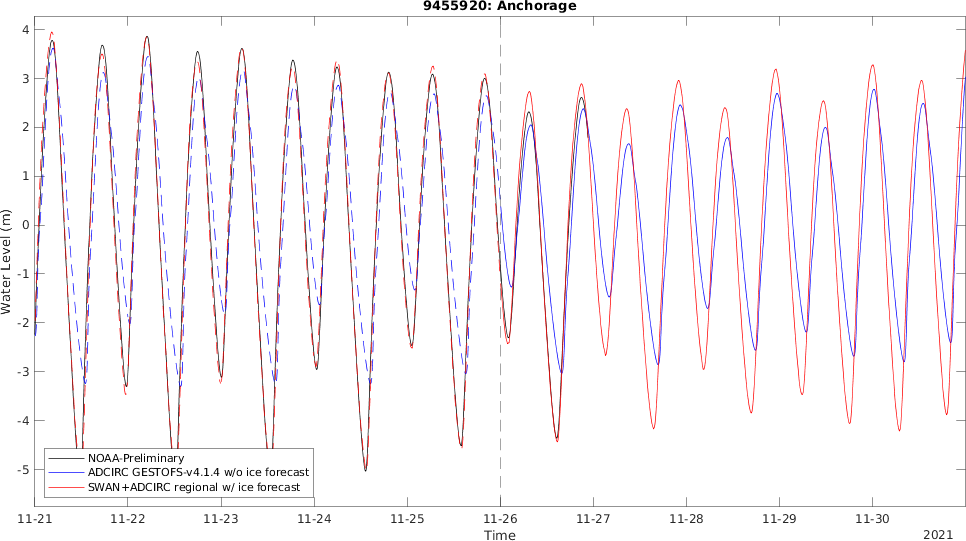 9455920: Anchorage
4
3
2
1
0
-1
-2
-3
-4
-5
Water Level (m)
NOAA-Preliminary
ADCIRC GESTOFS-v4.1.4 w/o ice forecast
SWAN+ADCIRC regional w/ ice forecast
11-21 11-22 11-23 11-24 11-25 11-26 11-27 11-28 11-29 11-30
Time
2021